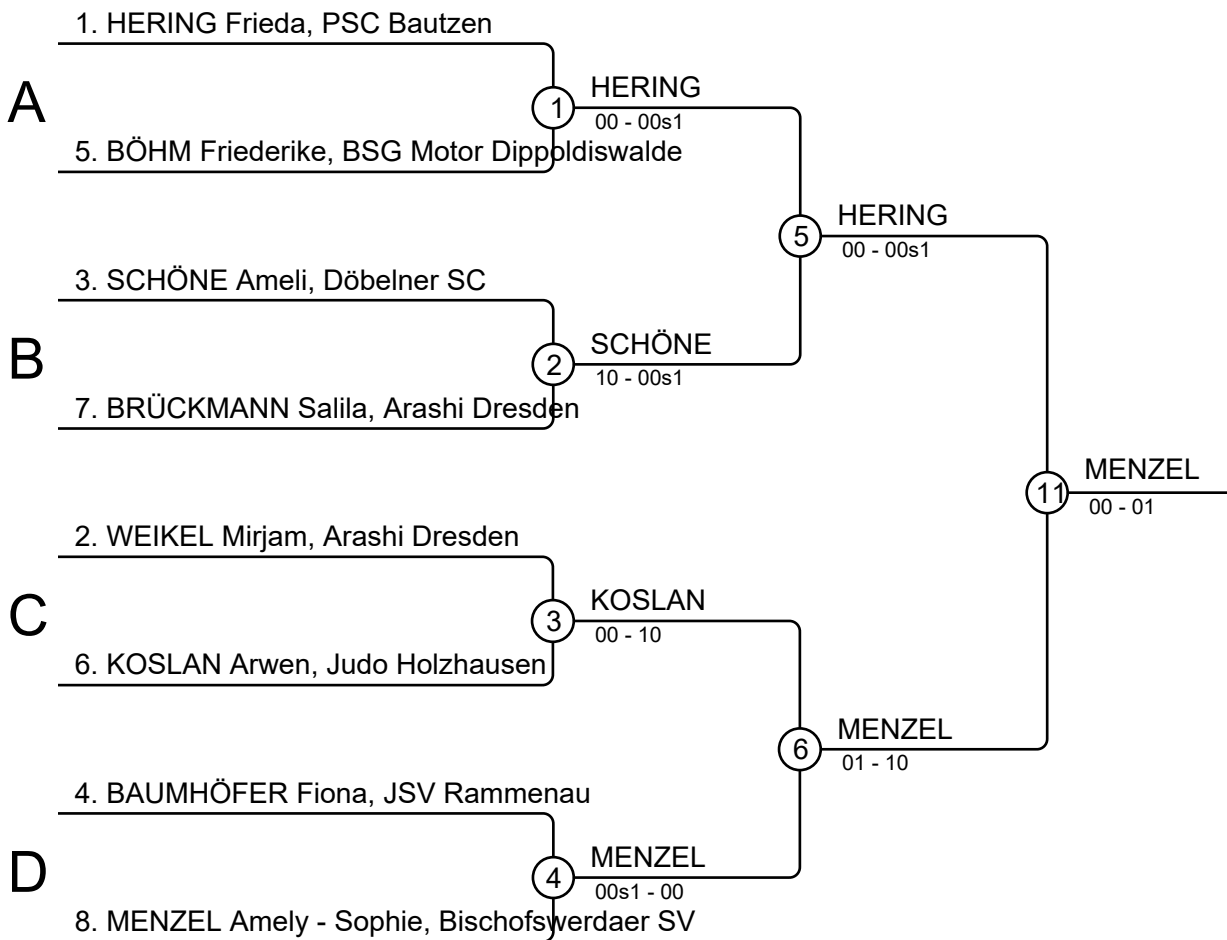 1. HERING Frieda, PSC Bautzen
A
1
HERING
00 - 00s1
5. BÖHM Friederike, BSG Motor Dippoldiswalde
5
HERING
00 - 00s1
3. SCHÖNE Ameli, Döbelner SC
B
2
SCHÖNE
10 - 00s1
7. BRÜCKMANN Salila, Arashi Dresden
11
MENZEL
00 - 01
2. WEIKEL Mirjam, Arashi Dresden
C
3
KOSLAN
00 - 10
6. KOSLAN Arwen, Judo Holzhausen
6
MENZEL
01 - 10
4. BAUMHÖFER Fiona, JSV Rammenau
D
4
MENZEL
00s1 - 00
8. MENZEL Amely - Sophie, Bischofswerdaer SV